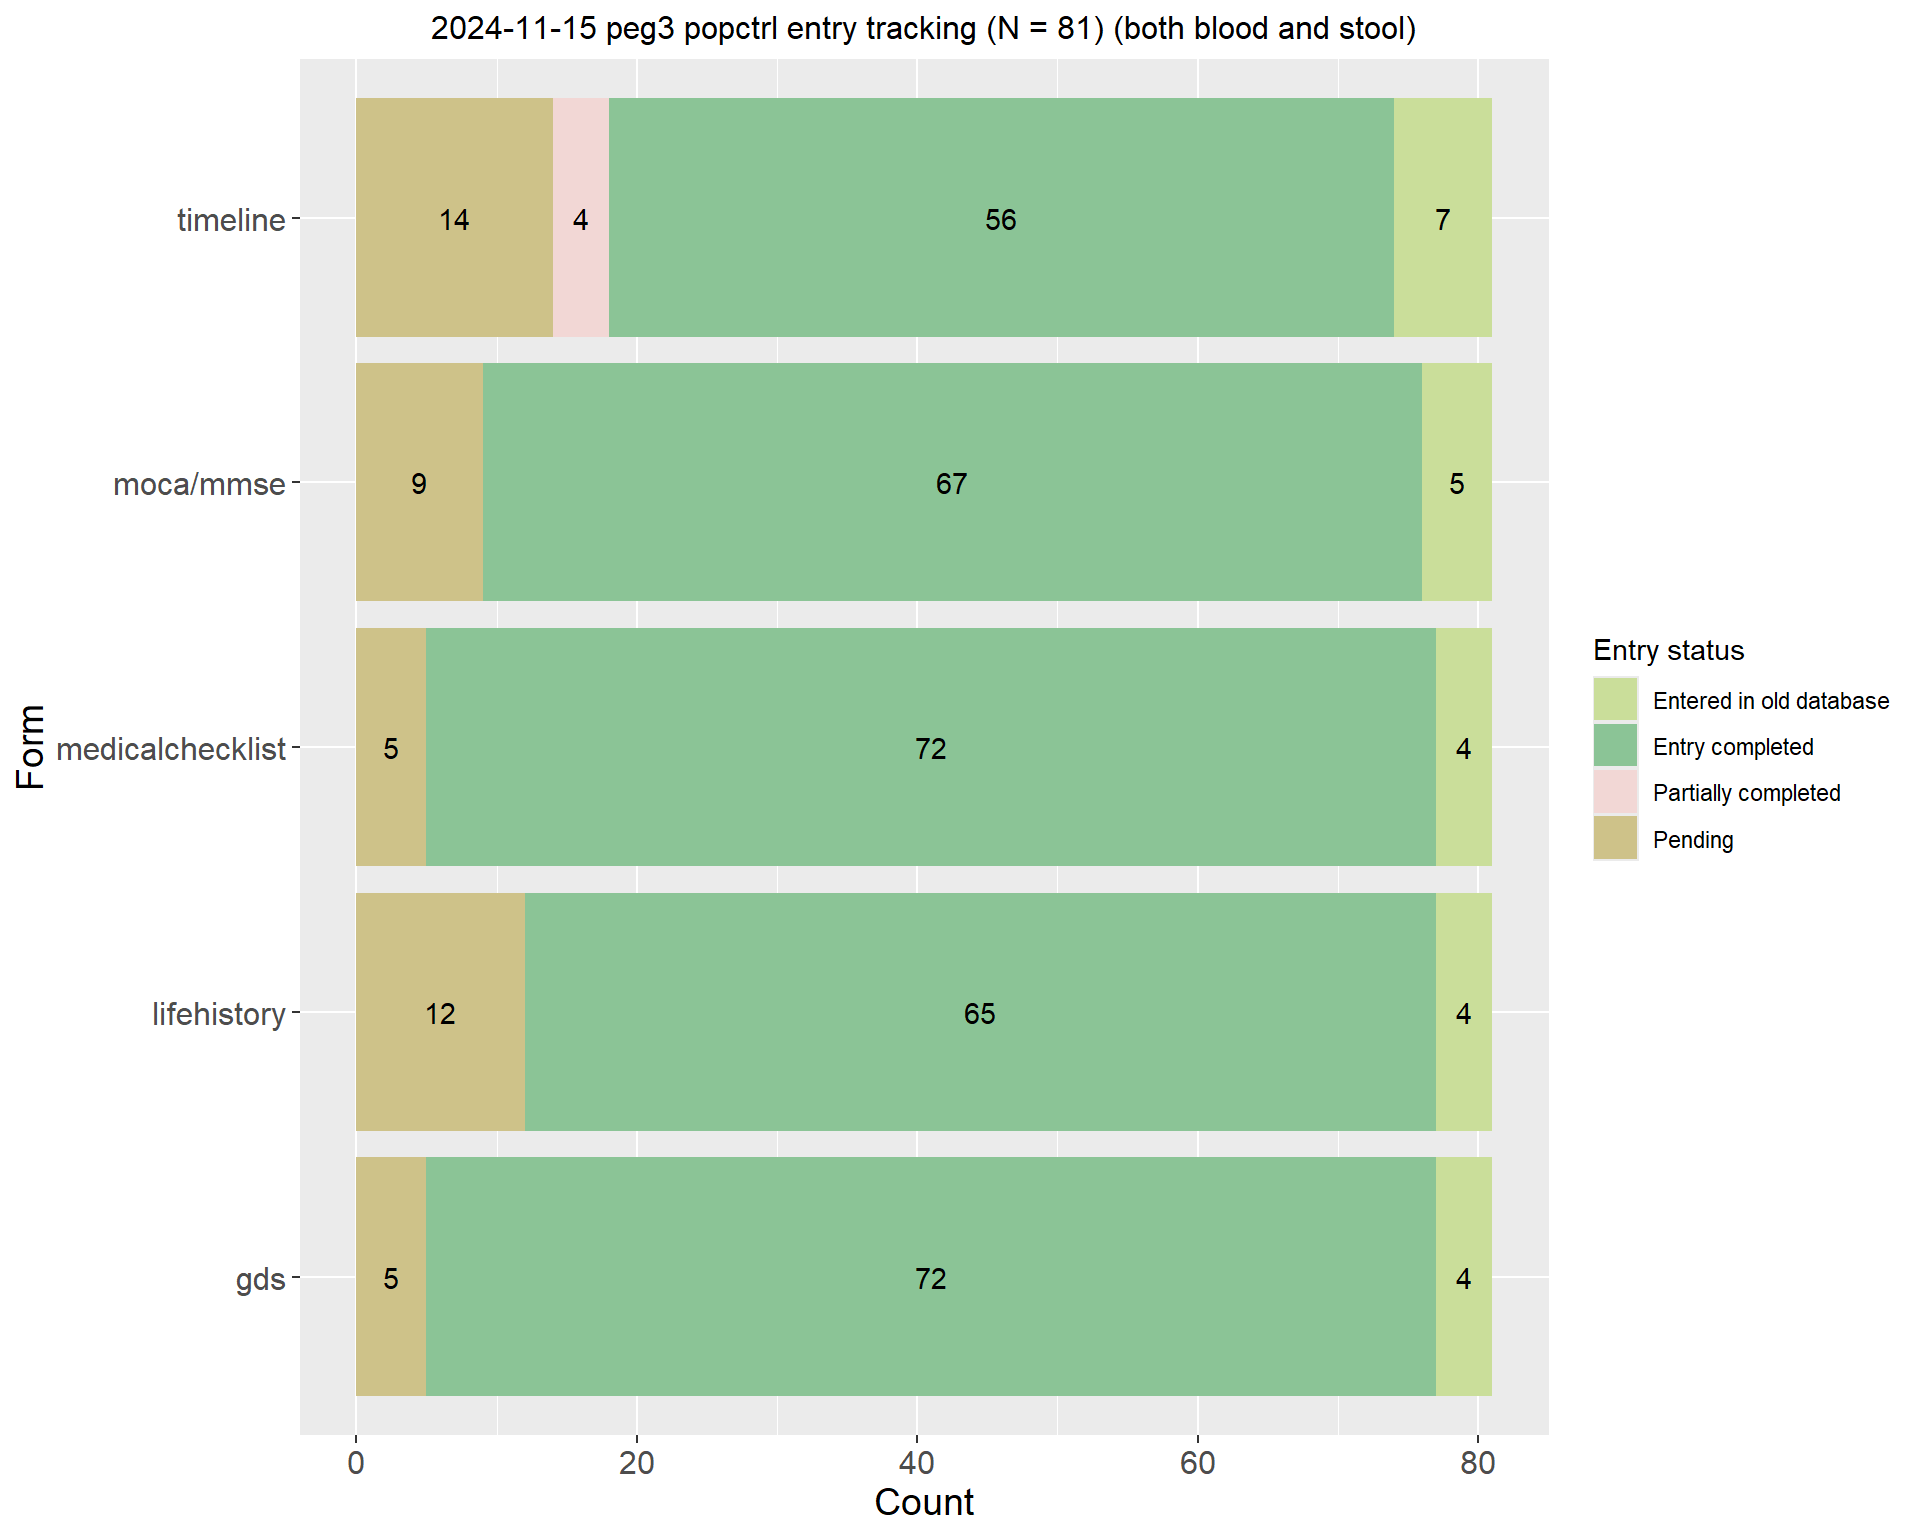 2024-11-15 peg3 popctrl entry tracking (N = 81) (both blood and stool)
timeline
14
4
56
7
moca/mmse
9
67
5
medicalchecklist
5
72
4
lifehistory
12
65
4
gds
5
72
4
Form
0
20
40
60
80
Count
Entry status
Entered in old database
Entry completed
Partially completed
Pending